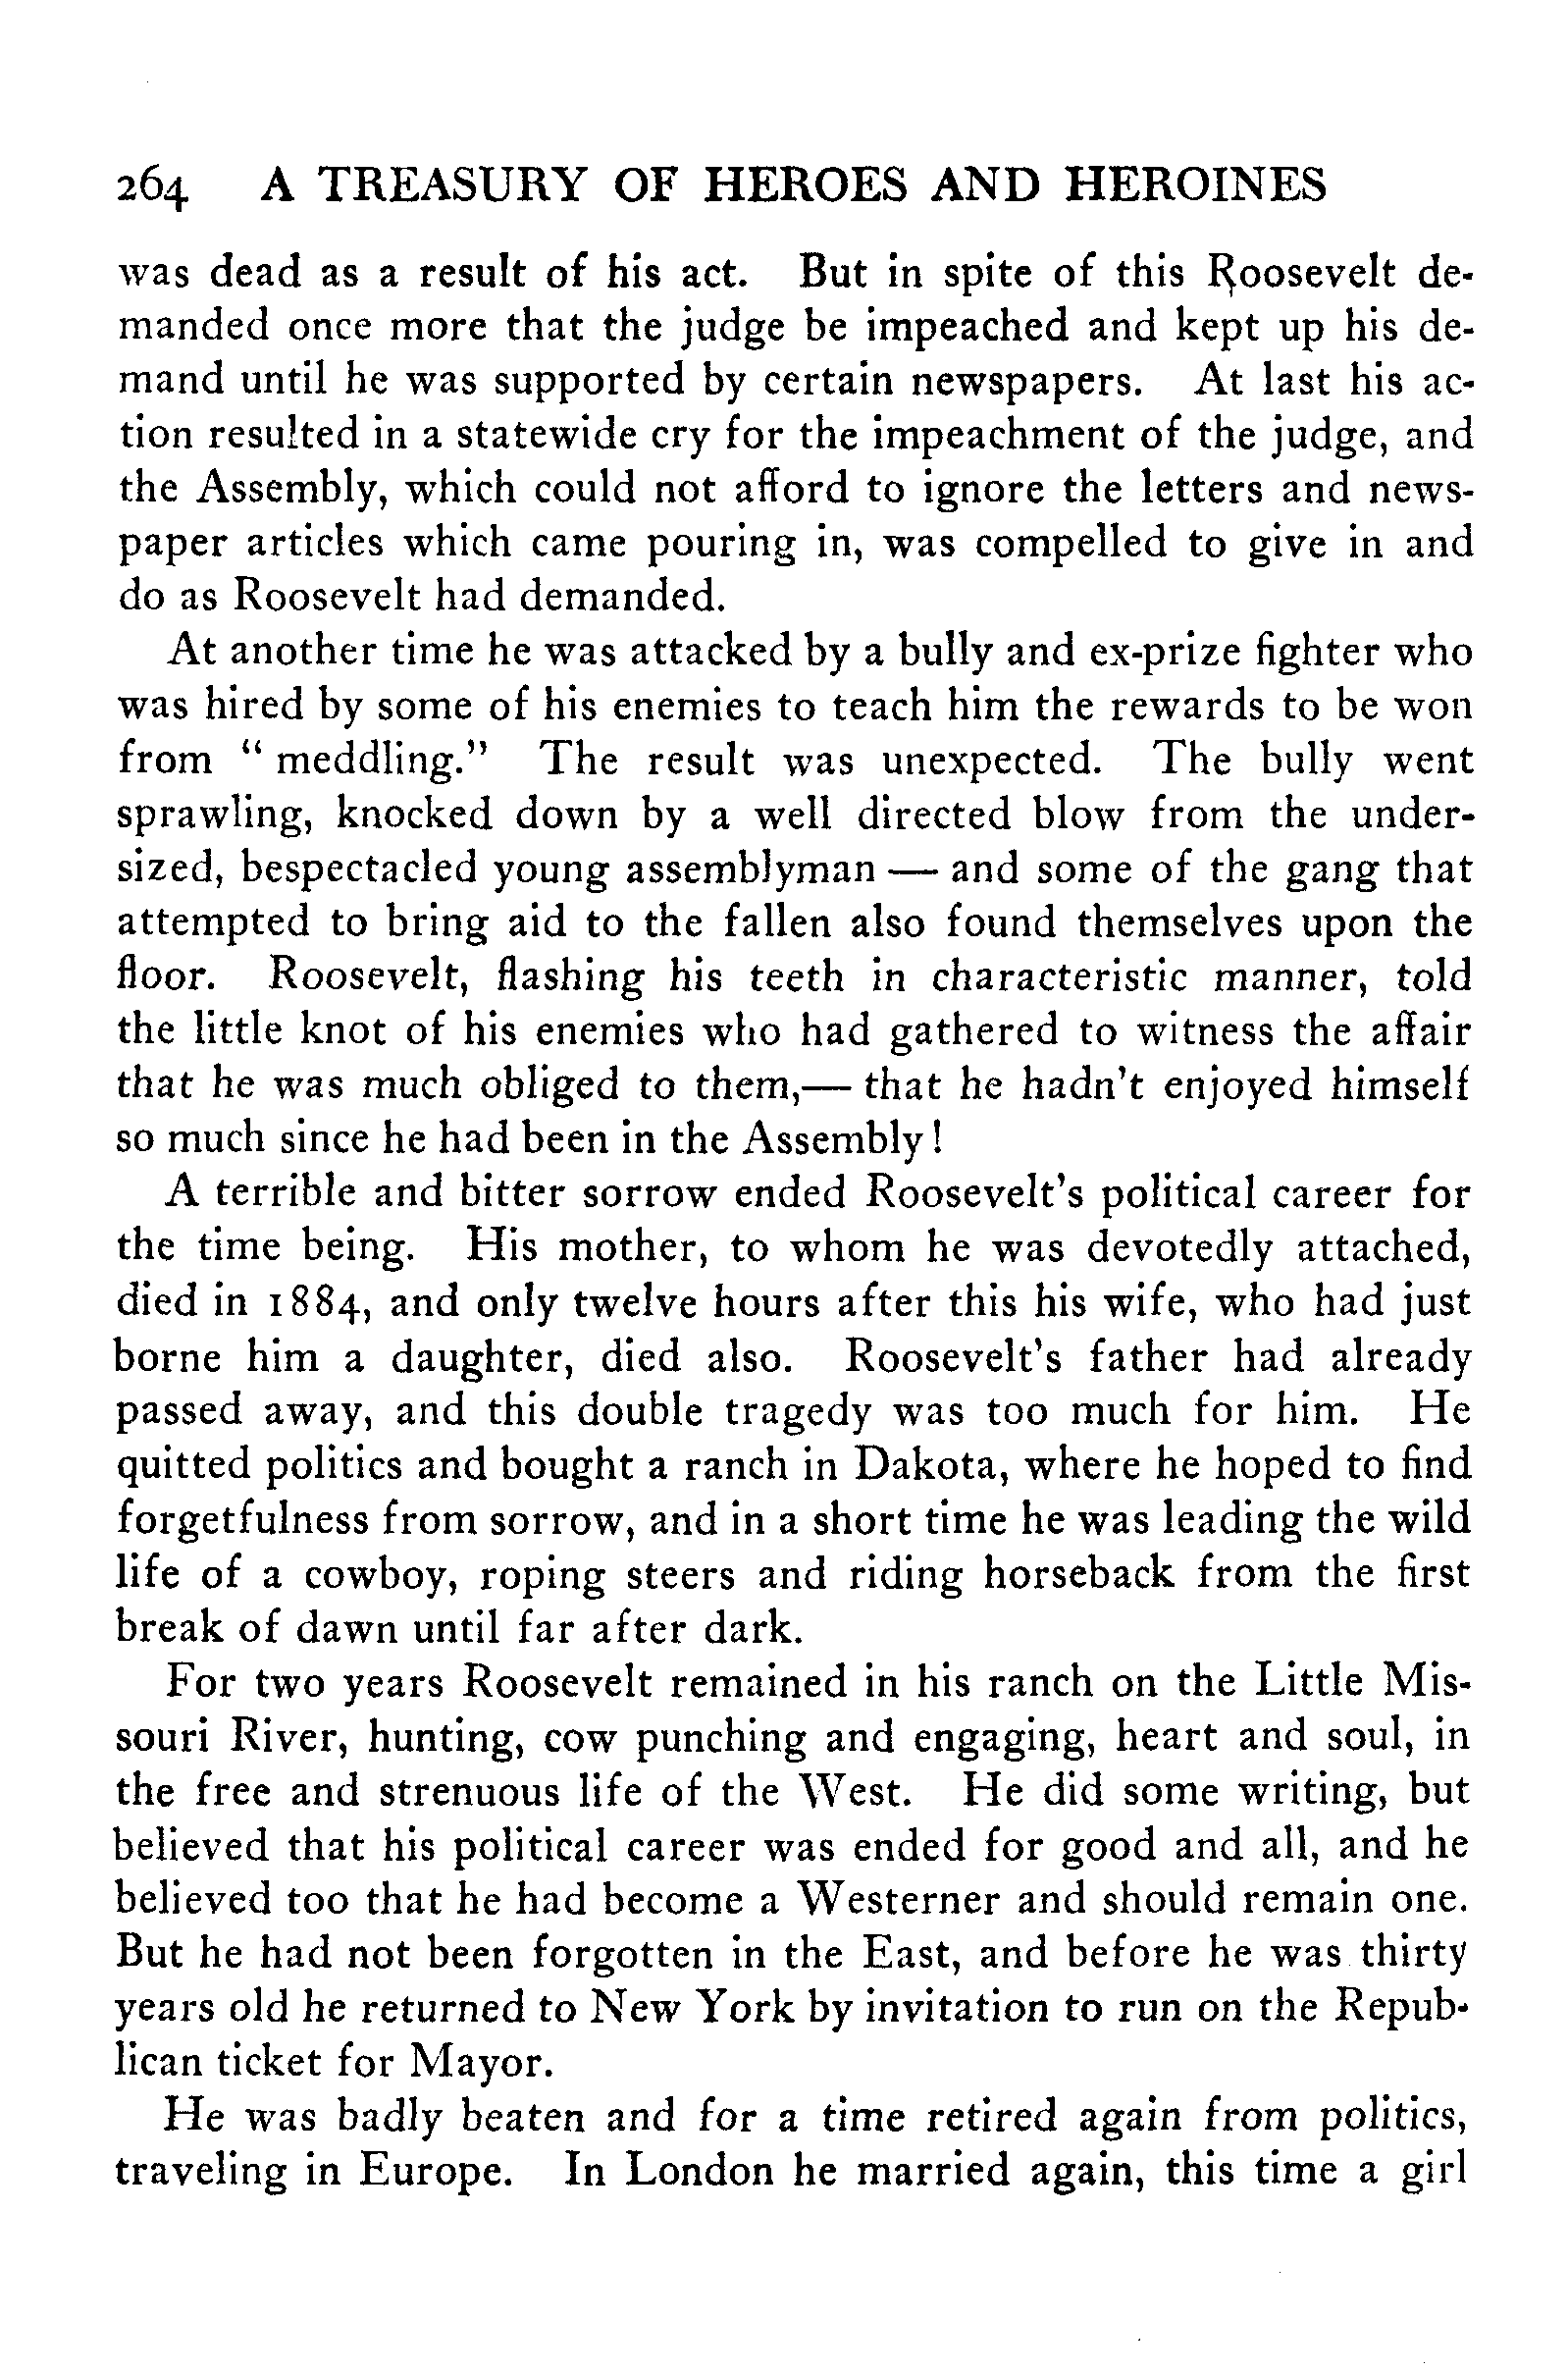 264 A TREASURY OF HEROES AND HEROINES
was dead as a result of his act. But in spite of this Roosevelt de-
manded once more that the judge be impeached and kept up his de-
mand until he was supported by certain newspapers. At last his ac-
tion resulted in a statewide cry for the impeachment of the judge, and
the Assembly, which could not afford to ignore the letters and news-
paper articles which came pouring in, was compelled to give in and
do as Roosevelt had demanded.
At another time he was attacked by a bully and ex-prize fighter who
was hired by some of his enemies to teach him the rewards to be won
from " meddling." The result was unexpected. The bully went
sprawling, knocked down by a well directed blow from the under-
sized, bespectacled young assemblyman — and some of the gang that
attempted to bring aid to the fallen also found themselves upon the
floor. Roosevelt, flashing his teeth in characteristic manner, told
the little knot of his enemies who had gathered to witness the affair
that he was much obliged to them,— that he hadn't enjoyed himself
so much since he had been in the Assembly!
A terrible and bitter sorrow ended Roosevelt's political career for
the time being. His mother, to whom he was devotedly attached,
died in 1884, and only twelve hours after this his wife, who had just
borne him a daughter, died also. Roosevelt's father had already
passed away, and this double tragedy was too much for him. He
quitted politics and bought a ranch in Dakota, where he hoped to find
forgetfulness from sorrow, and in a short time he was leading the wild
life of a cowboy, roping steers and riding horseback from the first
break of dawn until far after dark.
For two years Roosevelt remained in his ranch on the Little Mis-
souri River, hunting, cow punching and engaging, heart and soul, in
the free and strenuous life of the West. He did some writing, but
believed that his political career was ended for good and all, and he
believed too that he had become a Westerner and should remain one.
But he had not been forgotten in the East, and before he was thirty
years old he returned to New York by invitation to run on the Repub-
lican ticket for Mayor.
He was badly beaten and for a time retired again from politics,
traveling in Europe. In London he married again, this time a girl